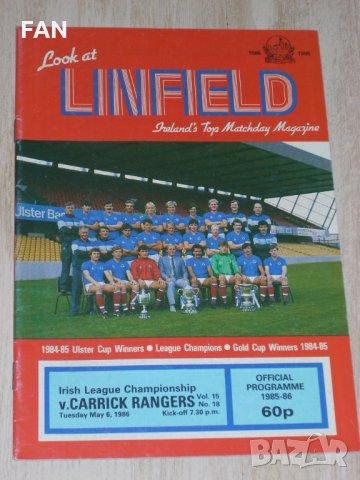 FAN
Look at
1886 1986
LINFIELD
Ireland's Top Matchday Magazine
Ulster Bank
1984-85 Ulster Cup Winners • League Champions • Gold Cup Winners 1984-85
Irish League Championship
v. CARRICK RANGERS
Vol. 15
No. 18
Tuesday May 6, 1986
Kick-off 7.30 p.m.
OFFICIAL
PROGRAMME
1985-86
60p
bazar.bg